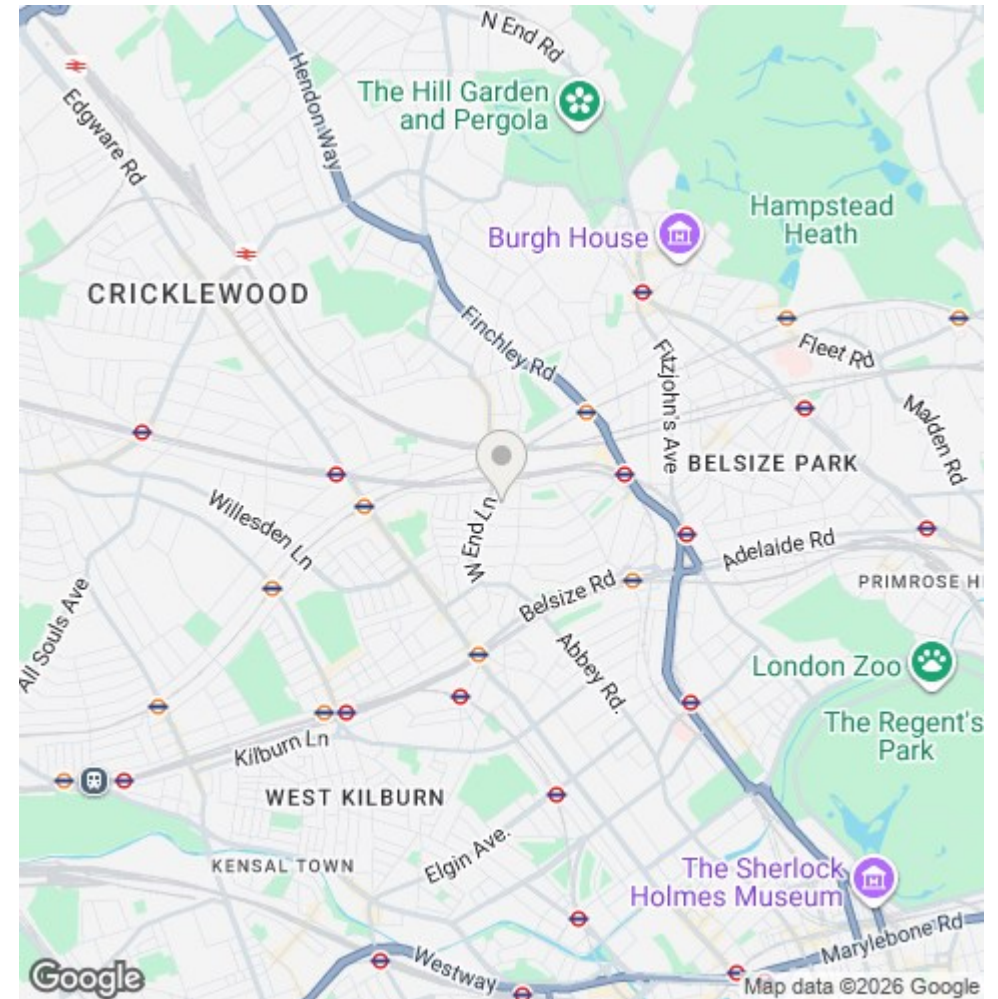 N End Rd
The Hill Garden
and Pergola
Hendon Way
Edgware Rd
Hampstead
Heath
Burgh House
CRICKLEWOOD
Finchley Rd
Fleet Rd
Fitzjohn's Ave
Malden Rd
BELSIZE PARK
Willesden Ln
W End Ln
Adelaide Rd
PRIMROSE HI
Belsize Rd
All Souls Ave
Abbey Rd.
London Zoo
The Regent's
Park
Kilburn Ln
WEST KILBURN
Elgin Ave.
KENSAL TOWN
The Sherlock
Holmes Museum
Marylebone Rd
Westway
Google
Map data ©2026 Google